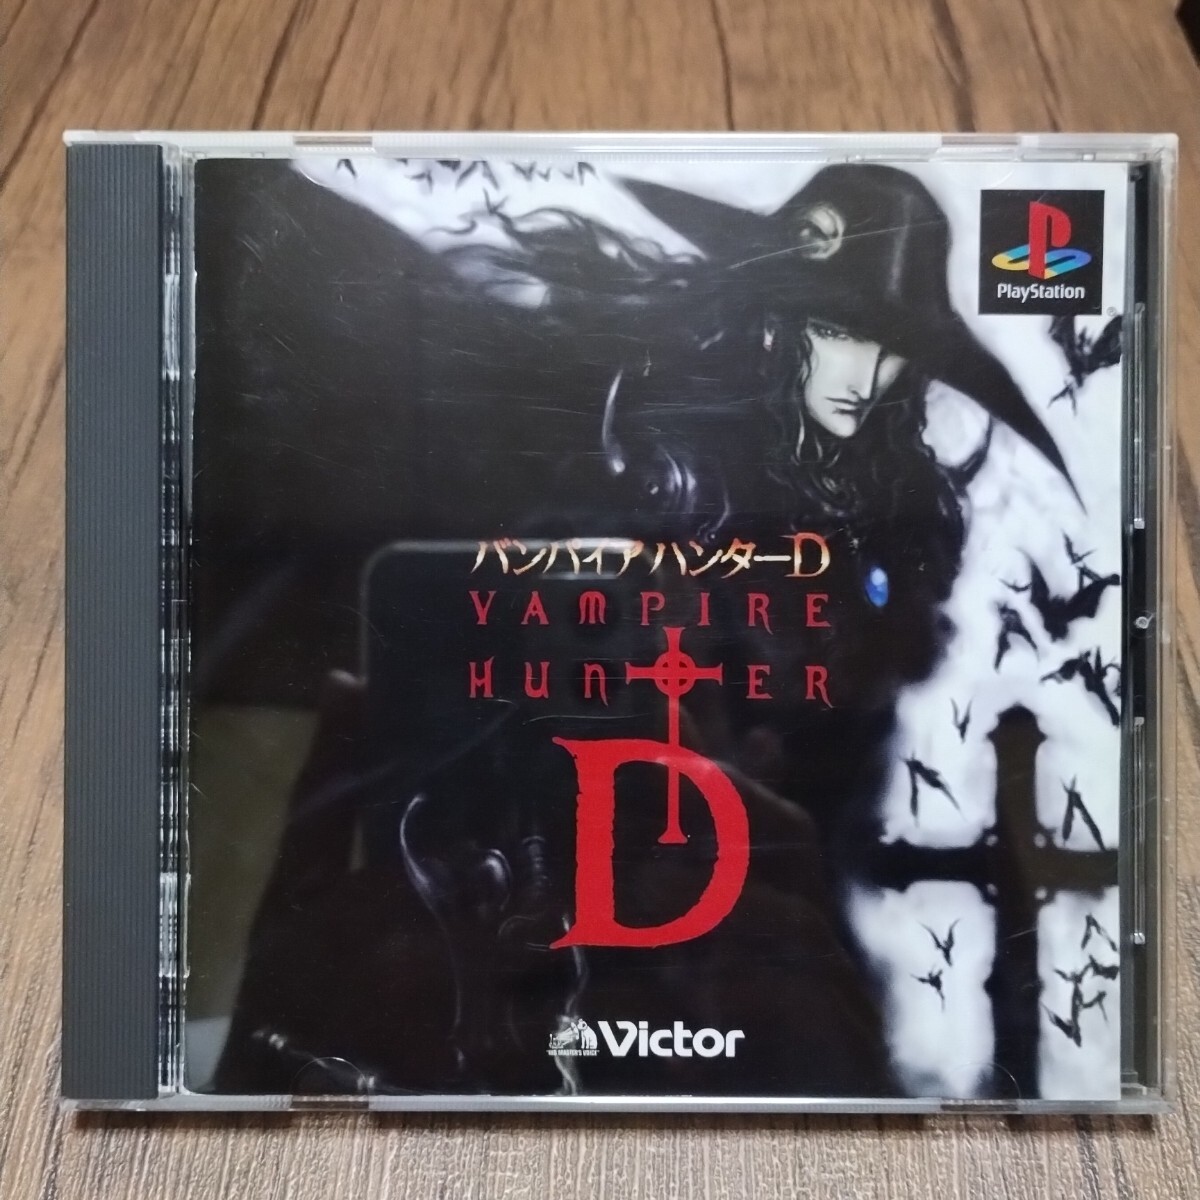 PlayStation
®
バンパイアハンターD
VAMPIRE
HUNTER
D
"HIS MASTER'S VOICE"
Victor